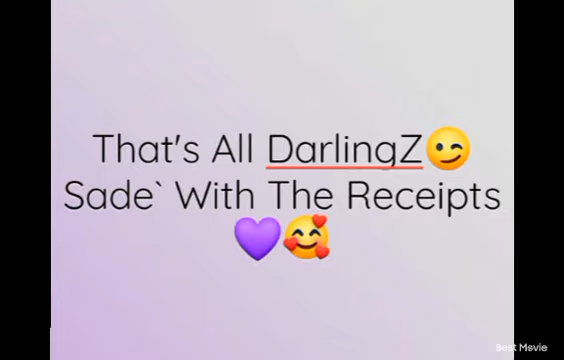 That's All DarlingZ😉
Sade` With The Receipts
💜🥰
Best Movie